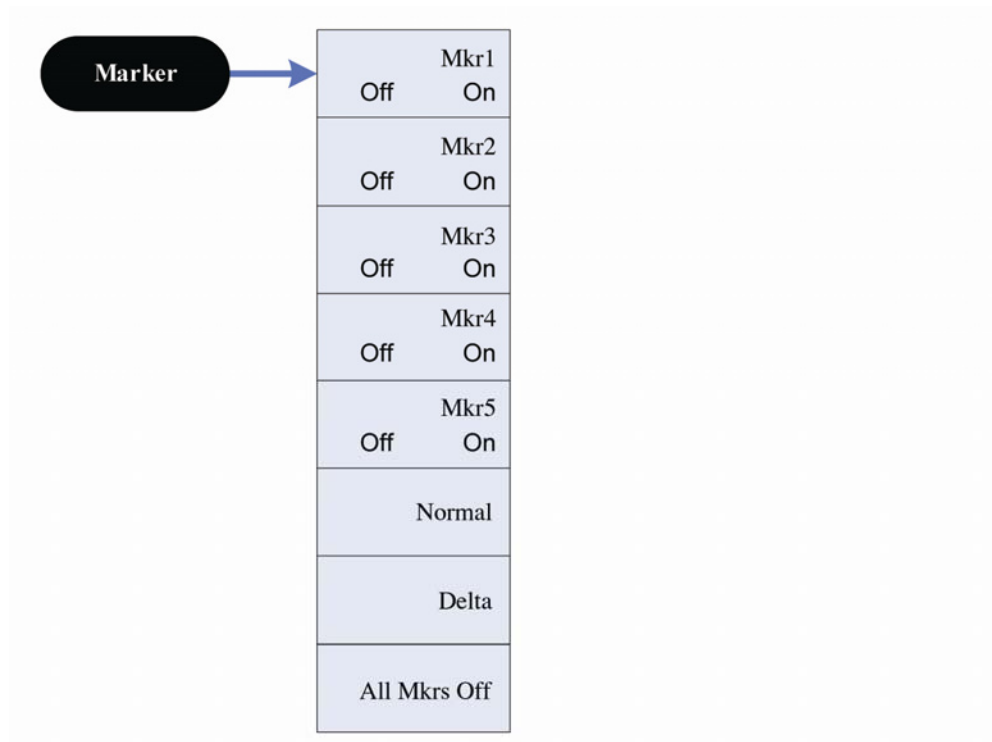 Marker
Mkr1
Off On
Mkr2
Off On
Mkr3
Off On
Mkr4
Off On
Mkr5
Off On
Normal
Delta
All Mkrs Off